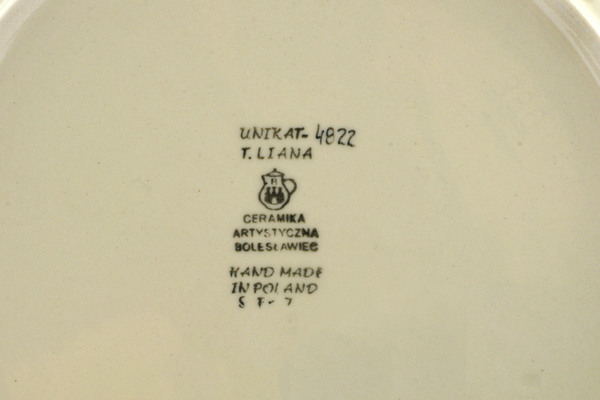 UNIKAT- 4822
T. LIANA
R
CERAMIKA
ARTYSTYCZNA
BOLESŁAWIEC
HAND MADE
IN POLAND